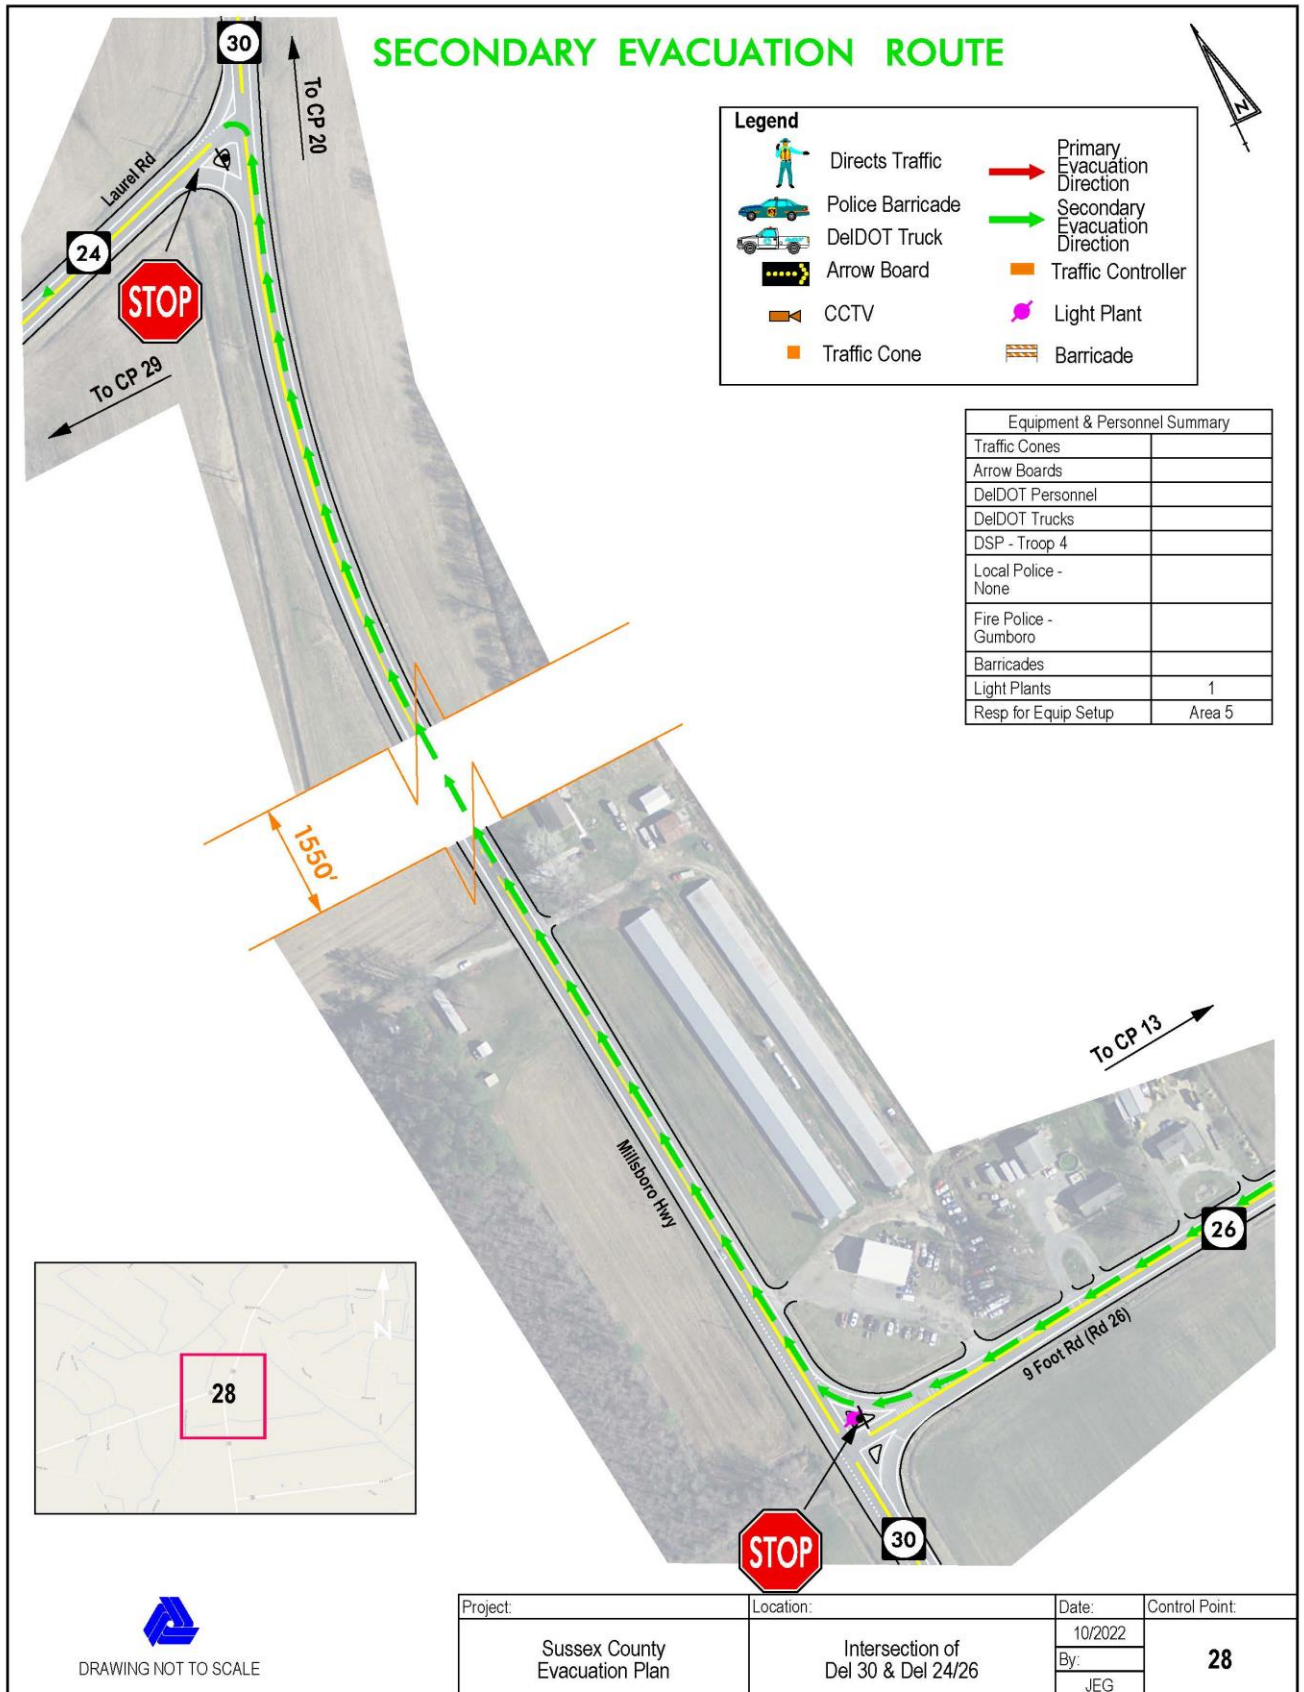 SECONDARY EVACUATION ROUTE
30
To CP 20
Laurel Rd
24
STOP
To CP 29
N
Legend
Directs Traffic
Police Barricade
DelDOT Truck
Arrow Board
CCTV
Traffic Cone
Primary
Evacuation
Direction
Secondary
Evacuation
Direction
Traffic Controller
Light Plant
Barricade
Equipment & Personnel Summary
Traffic Cones
Arrow Boards
DelDOT Personnel
DelDOT Trucks
DSP - Troop 4
Local Police -
None
Fire Police -
Gumboro
Barricades
Light Plants 1
Resp for Equip Setup Area 5
1550'
To CP 13
Millsboro Hwy
26
9 Foot Rd (Rd 26)
STOP
30
N
28
DRAWING NOT TO SCALE
Project:
Sussex County
Evacuation Plan
Location:
Intersection of
Del 30 & Del 24/26
Date:
10/2022
By:
JEG
Control Point:
28